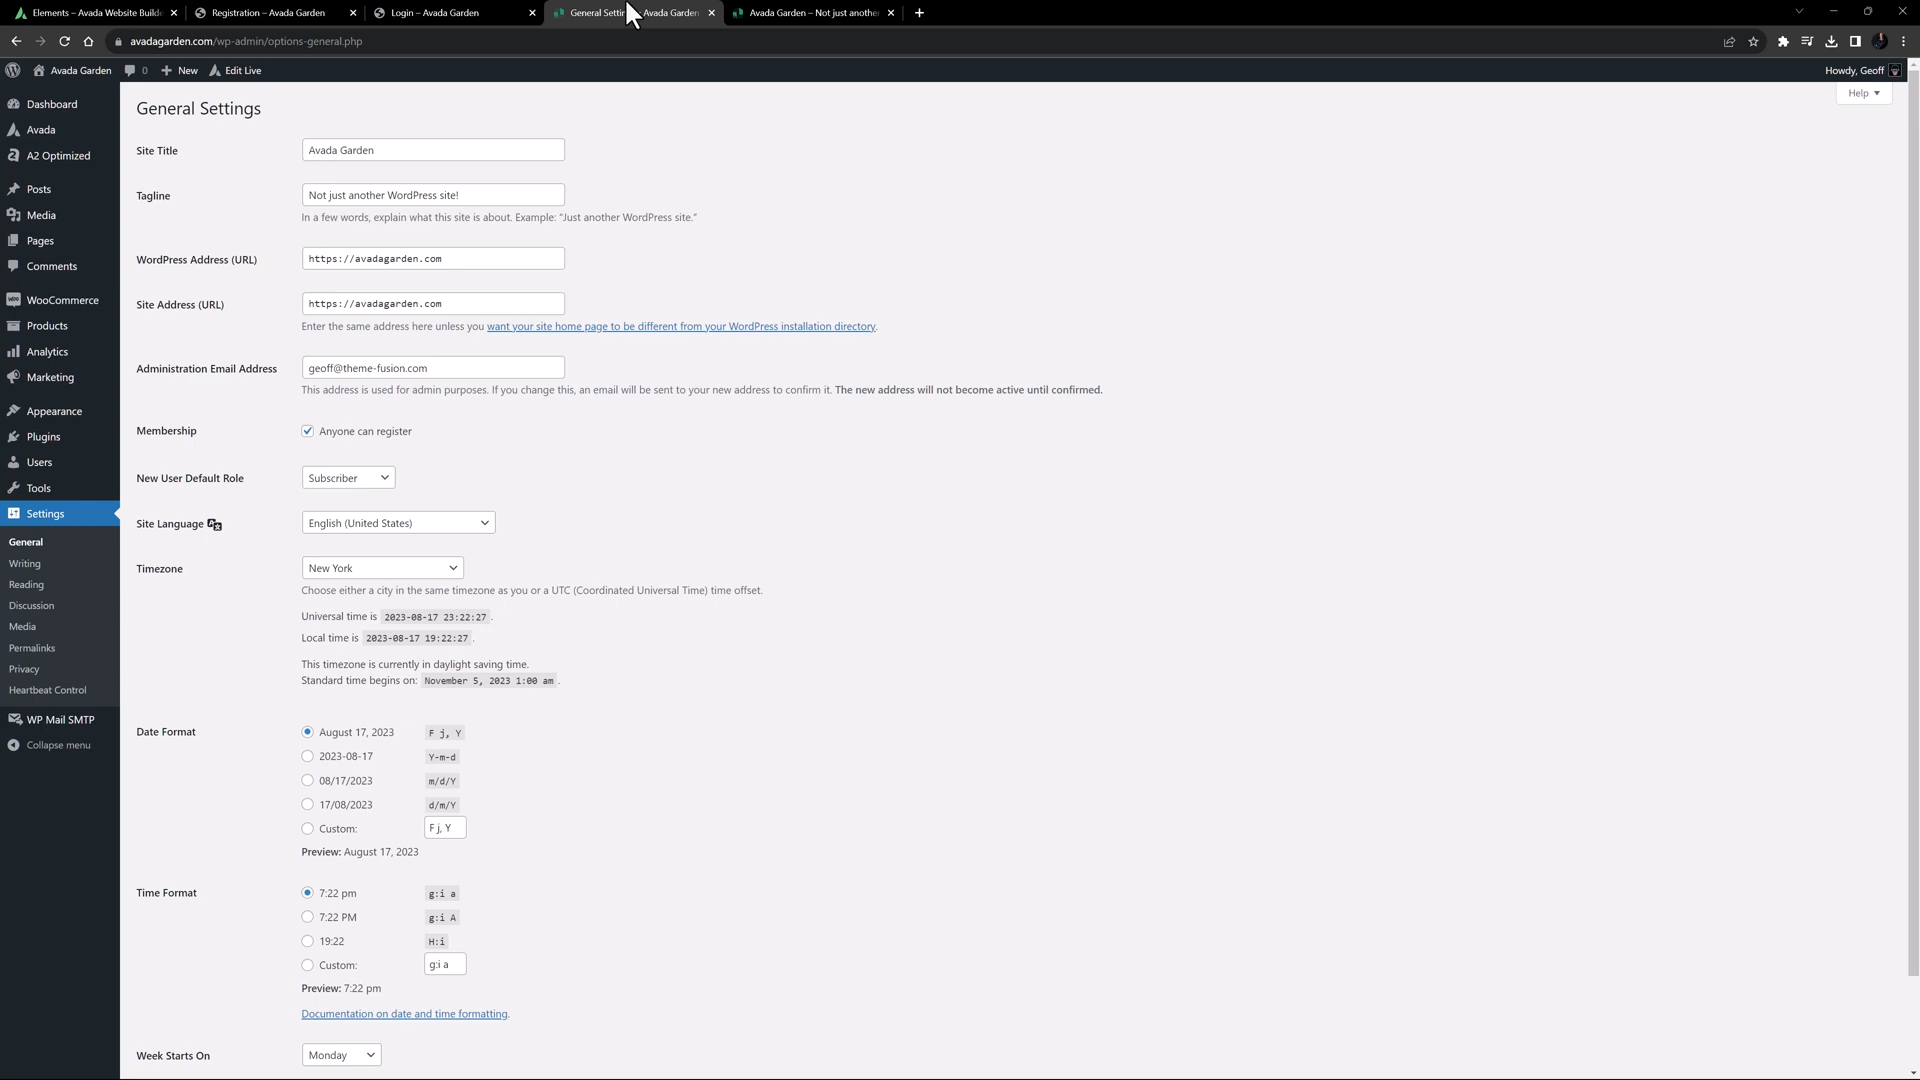 Elements – Avada Website Builde
Registration – Avada Garden
Login – Avada Garden
General Settin
Avada Garden
Avada Garden – Not just another
avadagarden.com/wp-admin/options-general.php
Avada Garden
0
New
Edit Live
Howdy, Geoff
Help
Dashboard
Avada
A2 Optimized
Posts
Media
Pages
Comments
WooCommerce
Products
Analytics
Marketing
Appearance
Plugins
Users
Tools
Settings
General
Writing
Reading
Discussion
Media
Permalinks
Privacy
Heartbeat Control
WP Mail SMTP
Collapse menu
General Settings
Site Title
Avada Garden
Tagline
Not just another WordPress site!
In a few words, explain what this site is about. Example: “Just another WordPress site.”
WordPress Address (URL)
https://avadagarden.com
Site Address (URL)
https://avadagarden.com
Enter the same address here unless you want your site home page to be different from your WordPress installation directory.
Administration Email Address
geoff@theme-fusion.com
This address is used for admin purposes. If you change this, an email will be sent to your new address to confirm it. The new address will not become active until confirmed.
Membership
Anyone can register
New User Default Role
Subscriber
Site Language
English (United States)
Timezone
New York
Choose either a city in the same timezone as you or a UTC (Coordinated Universal Time) time offset.
Universal time is 2023-08-17 23:22:27 .
Local time is 2023-08-17 19:22:27 .
This timezone is currently in daylight saving time.
Standard time begins on: November 5, 2023 1:00 am .
Date Format
August 17, 2023 F j, Y
2023-08-17 Y-m-d
08/17/2023 m/d/Y
17/08/2023 d/m/Y
Custom: F j, Y
Preview: August 17, 2023
Time Format
7:22 pm g:i a
7:22 PM g:i A
19:22 H:i
Custom: g:i a
Preview: 7:22 pm
Documentation on date and time formatting.
Week Starts On
Monday